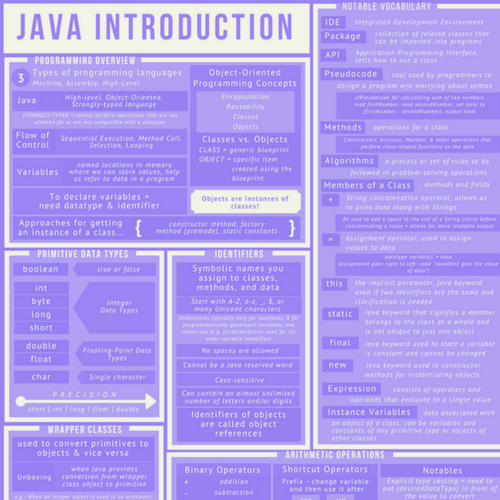 JAVA INTRODUCTION
PROGRAMMING OVERVIEW
3
Types of programming languages
Machine, Assembly, High-Level
Java
High-level, Object-Oriented,
Strongly-typed language
STRONGLY-TYPED = cannot perform operations that are not
allowed for or are not compatible with a datatype
Flow of
Control
Sequential Execution, Method Call,
Selection, Looping
Variables
named locations in memory
where we can store values, help
us refer to data in a program
To declare variables =
need datatype & identifier
Approaches for getting
an instance of a class...
{
constructor method, factory
method (premade), static constants
}
Object-Oriented
Programming Concepts
Encapsulation
Reusability
Classes
Objects
Classes vs. Objects
CLASS = generic blueprint
OBJECT = specific item
created using the
blueprint
Objects are instances of
classes!
PRIMITIVE DATA TYPES
boolean
true or false
int
byte
long
short
Integer
Data Types
double
float
Floating-Point Data
Types
char
Single character
PRECISION
short | int | long | float | double
WRAPPER CLASSES
used to convert primitives to
objects & vice versa
Unboxing
when Java provides
conversion from wrapper
class object to primitive
e.g. When an Integer object is used in an arithmetic
IDENTIFIERS
Symbolic names you
assign to classes,
methods, and data
Start with A-Z, a-z, _, $, or
many Unicode characters
Underscore typically only for constants, $ for
programmatically generated variables, and
camelcase (e.g. firstExamScore) used for all
other variable identifiers
No spaces are allowed
Cannot be a Java reserved word
Case-sensitive
Can contain an almost unlimited
number of letters and/or digits
Identifiers of objects
are called object
references
NOTABLE VOCABULARY
IDE
Integrated Development Environment
Package
collection of related classes that
can be imported into programs
API
Application Programming Interface,
tells how to use a class
Pseudocode
tool used by programmers to
design a program w/o worrying about syntax
//Pseudocode for calculating sum of two numbers
read firstNumber, read secondNumber, set total to
(firstNumber + secondNumber), output total
Methods
operations for a class
Constructors, Accessor, Mutator, & other operations that
perform class-related functions on the data
Algorithms
a process or set of rules to be
followed in problem-solving operations
Members of a Class
methods and fields
+
String concatenation operator, allows us
to print data along with Strings
Be sure to add a space to the end of a String literal before
concatenating a value = allows for more readable output
=
assignment operator, used to assign
values to data
datatype variable1 = data
(assignment goes right to left: read "variable1 gets the value
of data")
this
the implicit parameter, java keyword
used if two identifiers are the same and
clarification is needed
static
Java keyword that signifies a member
belongs to the class as a whole and
is not unique to just one object
final
Java keyword used to state a variable
is constant and cannot be changed
new
Java keyword used in constructor
methods for instantiating objects
Expression
consists of operators and
operands that evaluate to a single value
Instance Variables
data associated with
an object of a class, can be variables and
constants of any primitive type or objects of
other classes
ARITHMETIC OPERATIONS
Binary Operators
+
addition
-
subtraction
Shortcut Operators
Prefix - change variable
and then use it after
Notables
Explicit type casting = need to
put (desiredDataType) in front of
the value to convert